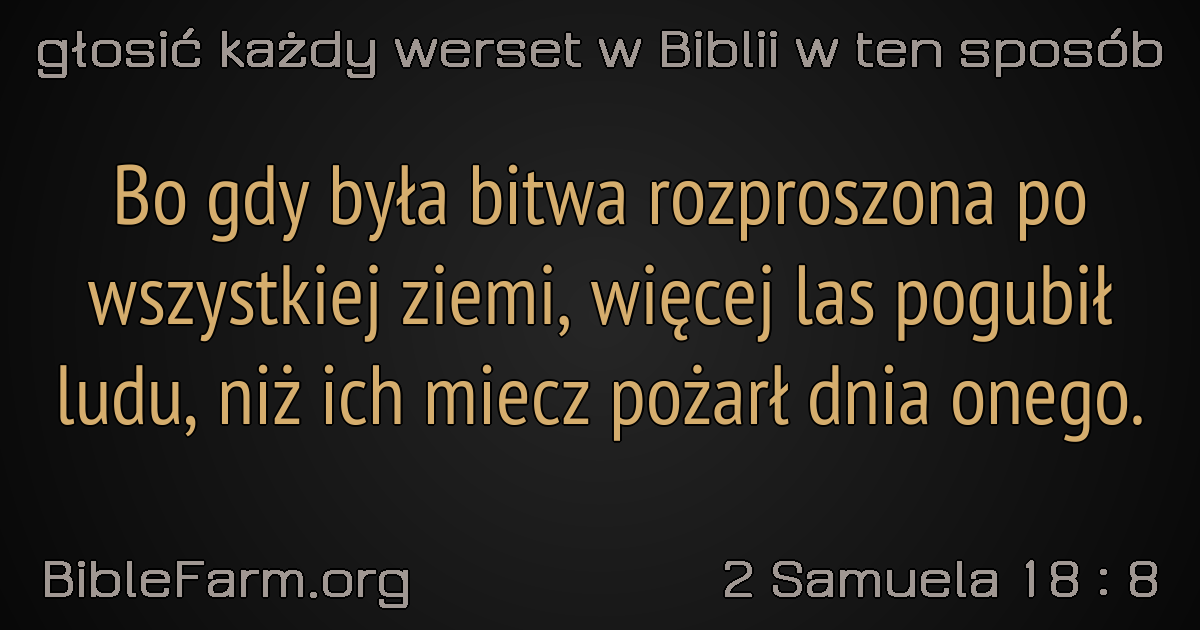 głosić każdy werset w Biblii w ten sposób
Bo gdy była bitwa rozproszona po
wszystkiej ziemi, więcej las pogubił
ludu, niż ich miecz pożarł dnia onego.
BibleFarm.org
2 Samuela 18 : 8